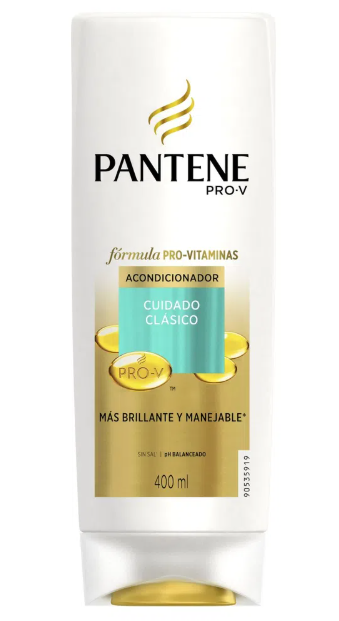 PANTENE
PRO-V
fórmula PRO-VITAMINAS
ACONDICIONADOR
CUIDADO
CLÁSICO
PRO-V
™
MÁS BRILLANTE Y MANEJABLE*
SIN SAL | pH BALANCEADO
400 ml
90535919